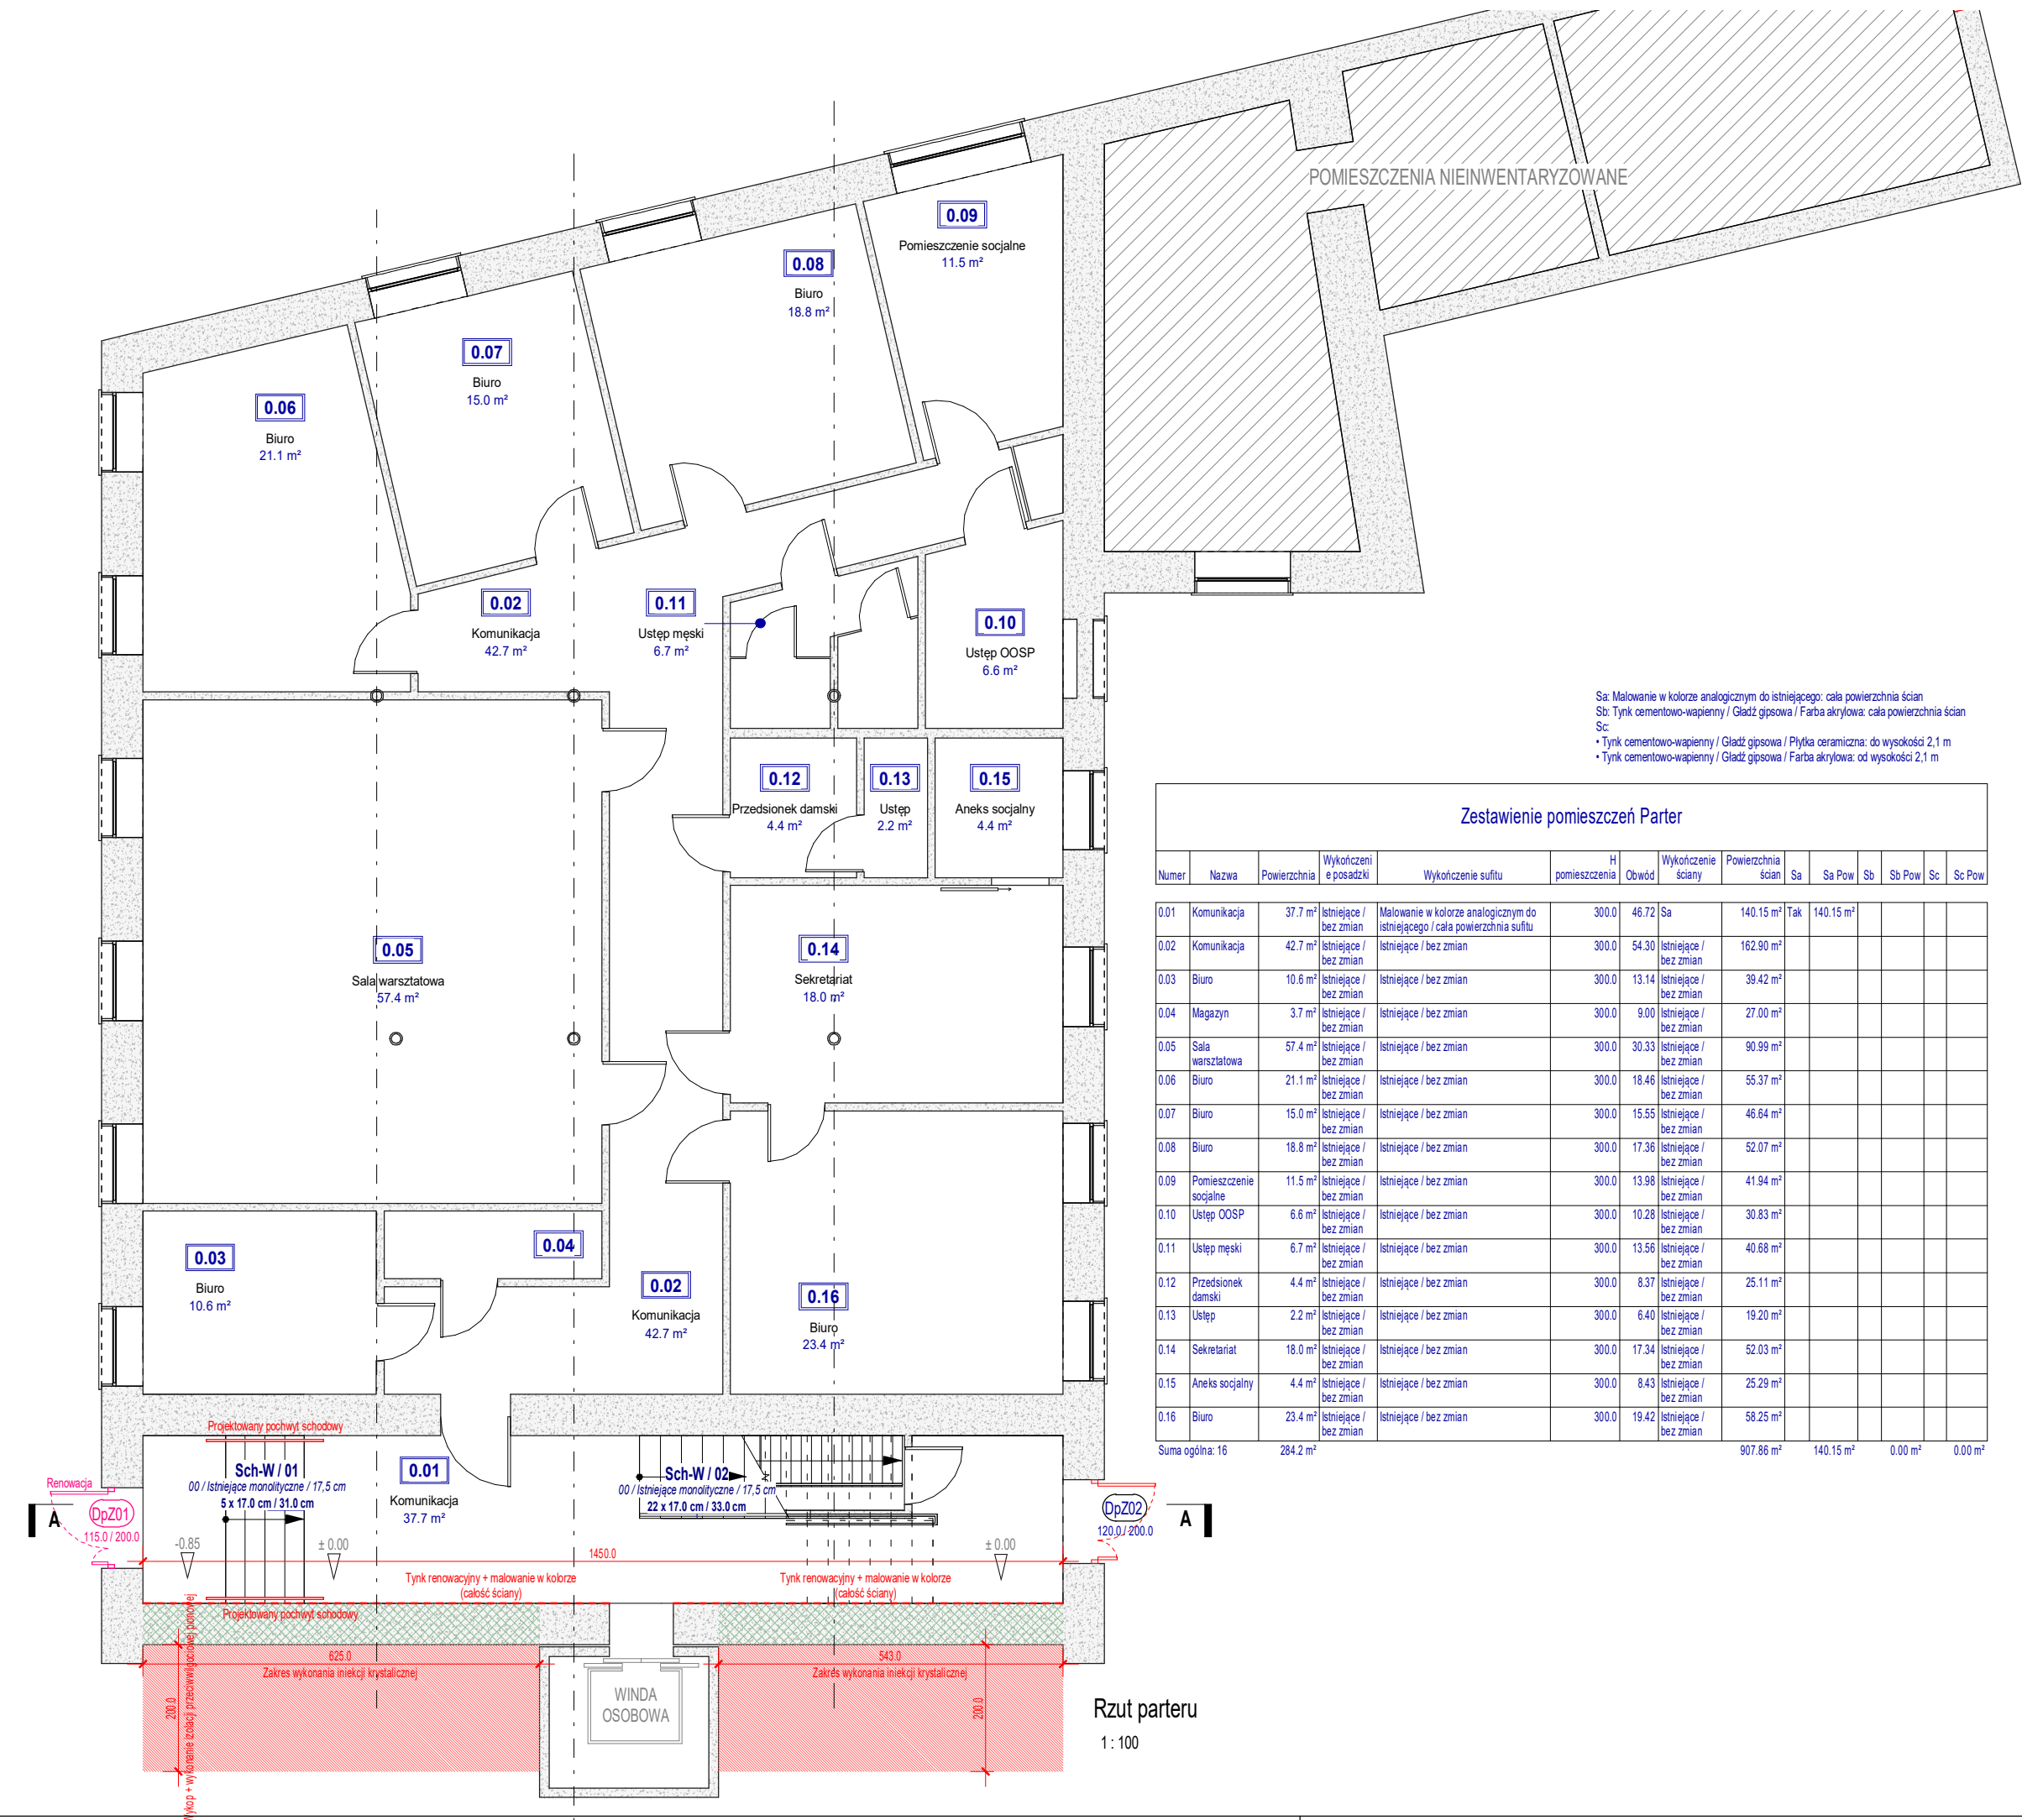 POMIESZCZENIA NIEINWENTARYZOWANE
0.09
Pomieszczenie socjalne
11.5 m²
0.08
Biuro
18.8 m²
0.07
Biuro
15.0 m²
0.06
Biuro
21.1 m²
0.02
Komunikacja
42.7 m²
0.11
Ustęp męski
6.7 m²
0.10
Ustęp OOSP
6.6 m²
0.12
Przedsionek damski
4.4 m²
0.13
Ustęp
2.2 m²
0.15
Aneks socjalny
4.4 m²
0.05
Sala warsztatowa
57.4 m²
0.14
Sekretariat
18.0 m²
0.03
Biuro
10.6 m²
0.04
0.02
Komunikacja
42.7 m²
0.16
Biuro
23.4 m²
Projektowany pochwyt schodowy
Sch-W / 01
00 / Istniejące monolityczne / 17,5 cm
5 x 17.0 cm / 31.0 cm
0.01
Komunikacja
37.7 m²
Sch-W / 02
00 / Istniejące monolityczne / 17,5 cm
22 x 17.0 cm / 33.0 cm
Renowacja
A
DpZ01
115.0 / 200.0
DpZ02
120.0 / 200.0
A
-0.85
± 0.00
1450.0
± 0.00
Tynk renowacyjny + malowanie w kolorze
(całość ściany)
Tynk renowacyjny + malowanie w kolorze
(całość ściany)
Projektowany pochwyt schodowy
625.0
Zakres wykonania iniekcji krystalicznej
543.0
Zakres wykonania iniekcji krystalicznej
200.0
200.0
wykop + wykonanie izolacji przeciwwilgociowej pionowej
WINDA
OSOBOWA
Rzut parteru
1 : 100
Sa: Malowanie w kolorze analogicznym do istniejącego: cała powierzchnia ścian
Sb: Tynk cementowo-wapienny / Gładź gipsowa / Farba akrylowa: cała powierzchnia ścian
Sc:
• Tynk cementowo-wapienny / Gładź gipsowa / Płytka ceramiczna: do wysokości 2,1 m
• Tynk cementowo-wapienny / Gładź gipsowa / Farba akrylowa: od wysokości 2,1 m
Zestawienie pomieszczeń Parter
Numer Nazwa Powierzchnia Wykończeni e posadzki Wykończenie sufitu H pomieszczenia Obwód Wykończenie ściany Powierzchnia ścian Sa Sa Pow Sb Sb Pow Sc Sc Pow
0.01 Komunikacja 37.7 m² Istniejące / bez zmian Malowanie w kolorze analogicznym do istniejącego / cała powierzchnia sufitu 300.0 46.72 Sa 140.15 m² Tak 140.15 m²
0.02 Komunikacja 42.7 m² Istniejące / bez zmian Istniejące / bez zmian 300.0 54.30 Istniejące / bez zmian 162.90 m²
0.03 Biuro 10.6 m² Istniejące / bez zmian Istniejące / bez zmian 300.0 13.14 Istniejące / bez zmian 39.42 m²
0.04 Magazyn 3.7 m² Istniejące / bez zmian Istniejące / bez zmian 300.0 9.00 Istniejące / bez zmian 27.00 m²
0.05 Sala warsztatowa 57.4 m² Istniejące / bez zmian Istniejące / bez zmian 300.0 30.33 Istniejące / bez zmian 90.99 m²
0.06 Biuro 21.1 m² Istniejące / bez zmian Istniejące / bez zmian 300.0 18.46 Istniejące / bez zmian 55.37 m²
0.07 Biuro 15.0 m² Istniejące / bez zmian Istniejące / bez zmian 300.0 15.55 Istniejące / bez zmian 46.64 m²
0.08 Biuro 18.8 m² Istniejące / bez zmian Istniejące / bez zmian 300.0 17.36 Istniejące / bez zmian 52.07 m²
0.09 Pomieszczenie socjalne 11.5 m² Istniejące / bez zmian Istniejące / bez zmian 300.0 13.98 Istniejące / bez zmian 41.94 m²
0.10 Ustęp OOSP 6.6 m² Istniejące / bez zmian Istniejące / bez zmian 300.0 10.28 Istniejące / bez zmian 30.83 m²
0.11 Ustęp męski 6.7 m² Istniejące / bez zmian Istniejące / bez zmian 300.0 13.56 Istniejące / bez zmian 40.68 m²
0.12 Przedsionek damski 4.4 m² Istniejące / bez zmian Istniejące / bez zmian 300.0 8.37 Istniejące / bez zmian 25.11 m²
0.13 Ustęp 2.2 m² Istniejące / bez zmian Istniejące / bez zmian 300.0 6.40 Istniejące / bez zmian 19.20 m²
0.14 Sekretariat 18.0 m² Istniejące / bez zmian Istniejące / bez zmian 300.0 17.34 Istniejące / bez zmian 52.03 m²
0.15 Aneks socjalny 4.4 m² Istniejące / bez zmian Istniejące / bez zmian 300.0 8.43 Istniejące / bez zmian 25.29 m²
0.16 Biuro 23.4 m² Istniejące / bez zmian Istniejące / bez zmian 300.0 19.42 Istniejące / bez zmian 58.25 m²
Suma ogólna: 16 284.2 m² 907.86 m² 140.15 m² 0.00 m² 0.00 m²